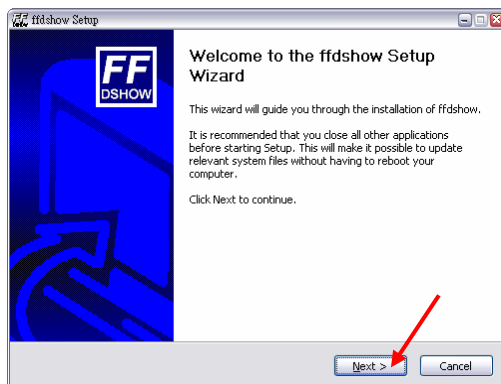 ffdshow Setup
FF
DSHOW
Welcome to the ffdshow Setup
Wizard
This wizard will guide you through the installation of ffdshow.
It is recommended that you close all other applications
before starting Setup. This will make it possible to update
relevant system files without having to reboot your
computer.
Click Next to continue.
Next >
Cancel